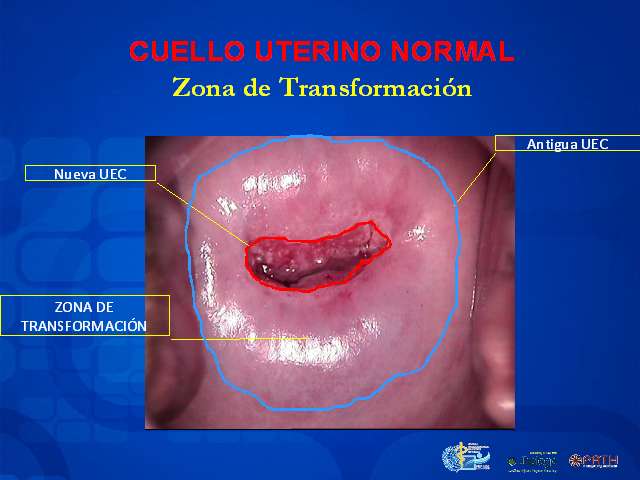 CUELLO UTERINO NORMAL
Zona de Transformación
Antigua UEC
Nueva UEC
ZONA DE
TRANSFORMACIÓN
PATH